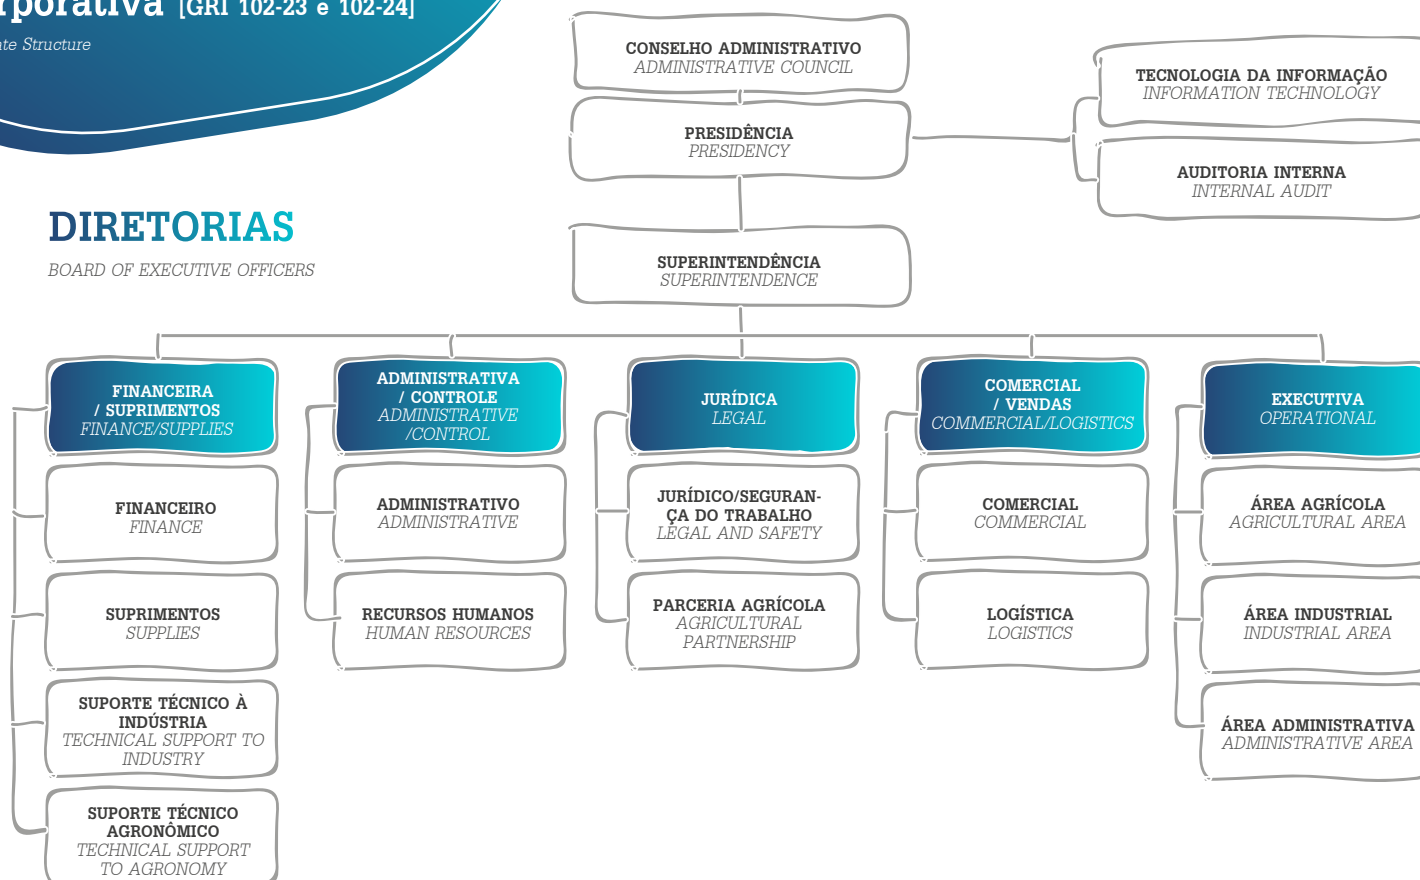 rporativa [GRI 102-23 e 102-24]
te Structure
CONSELHO ADMINISTRATIVO
ADMINISTRATIVE COUNCIL
PRESIDÊNCIA
PRESIDENCY
TECNOLOGIA DA INFORMAÇÃO
INFORMATION TECHNOLOGY
AUDITORIA INTERNA
INTERNAL AUDIT
DIRETORIAS
BOARD OF EXECUTIVE OFFICERS
SUPERINTENDÊNCIA
SUPERINTENDENCE
FINANCEIRA
/ SUPRIMENTOS
FINANCE/SUPPLIES
FINANCEIRO
FINANCE
SUPRIMENTOS
SUPPLIES
SUPORTE TÉCNICO À
INDÚSTRIA
TECHNICAL SUPPORT TO
INDUSTRY
SUPORTE TÉCNICO
AGRONÔMICO
TECHNICAL SUPPORT
TO AGRONOMY
ADMINISTRATIVA
/ CONTROLE
ADMINISTRATIVE
/CONTROL
ADMINISTRATIVO
ADMINISTRATIVE
RECURSOS HUMANOS
HUMAN RESOURCES
JURÍDICA
LEGAL
JURÍDICO/SEGURAN-
ÇA DO TRABALHO
LEGAL AND SAFETY
PARCERIA AGRÍCOLA
AGRICULTURAL
PARTNERSHIP
COMERCIAL
/ VENDAS
COMMERCIAL/LOGISTICS
COMERCIAL
COMMERCIAL
LOGÍSTICA
LOGISTICS
EXECUTIVA
OPERATIONAL
ÁREA AGRÍCOLA
AGRICULTURAL AREA
ÁREA INDUSTRIAL
INDUSTRIAL AREA
ÁREA ADMINISTRATIVA
ADMINISTRATIVE AREA